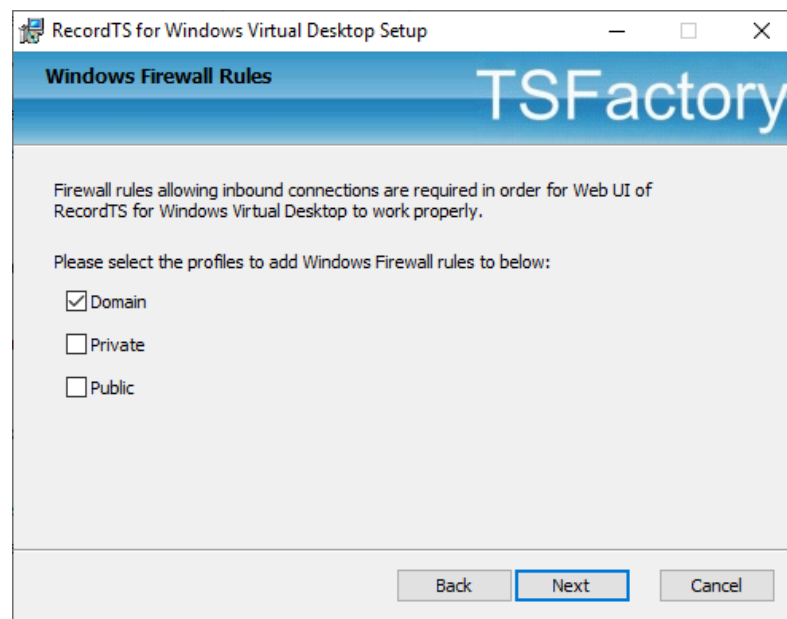 RecordTS for Windows Virtual Desktop Setup
Windows Firewall Rules
TSFactory
Firewall rules allowing inbound connections are required in order for Web UI of
RecordTS for Windows Virtual Desktop to work properly.
Please select the profiles to add Windows Firewall rules to below:
Domain
Private
Public
Back
Next
Cancel